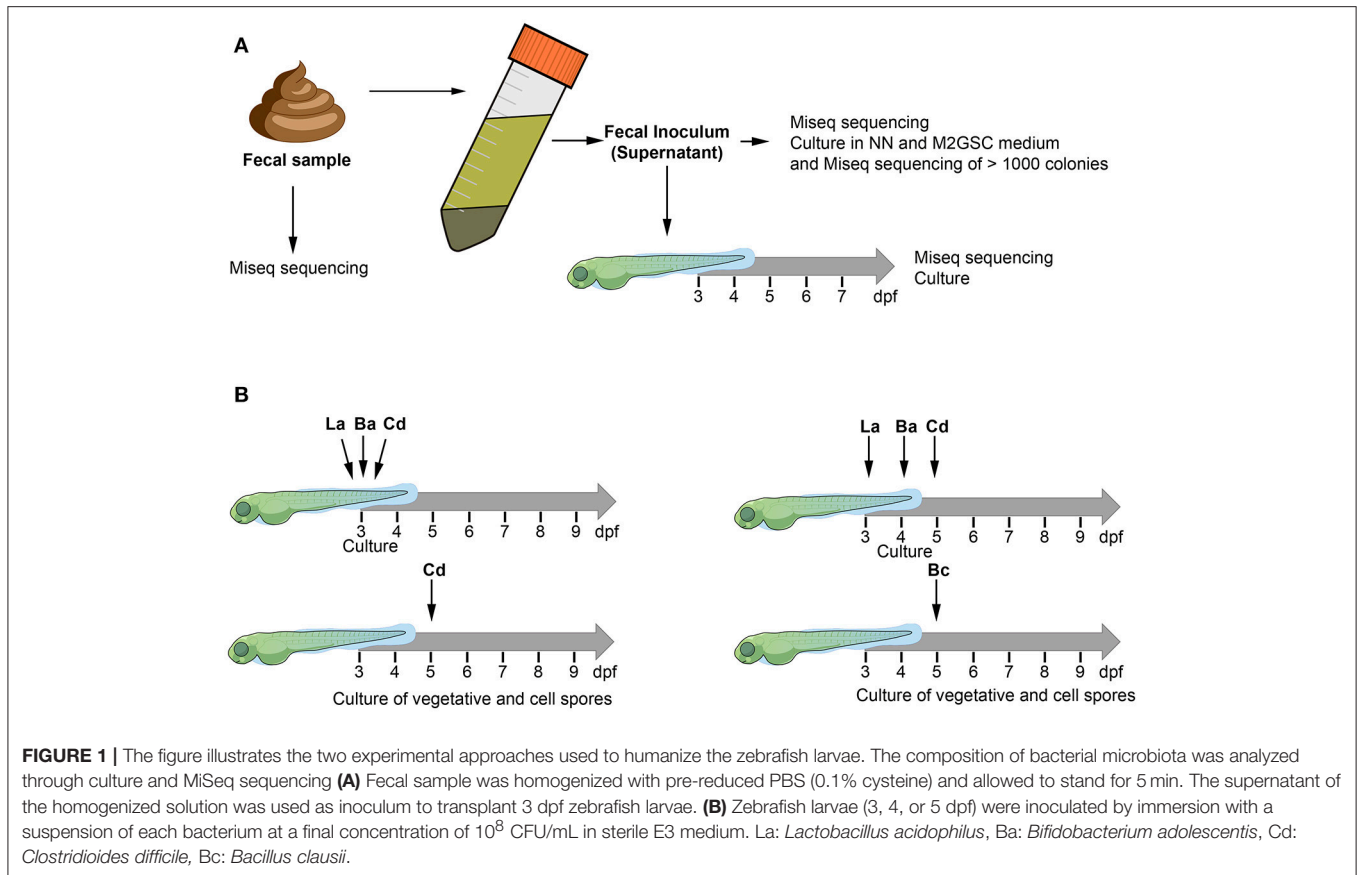 A
Fecal sample
Miseq sequencing
Fecal Inoculum
(Supernatant)
Miseq sequencing
Culture in NN and M2GSC medium
and Miseq sequencing of > 1000 colonies
3 4 5 6 7 dpf
Miseq sequencing
Culture
B
La Ba Cd
3 4 5 6 7 8 9 dpf
Culture
La Ba Cd
3 4 5 6 7 8 9 dpf
Culture
Cd
3 4 5 6 7 8 9 dpf
Culture of vegetative and cell spores
Bc
3 4 5 6 7 8 9 dpf
Culture of vegetative and cell spores
FIGURE 1 | The figure illustrates the two experimental approaches used to humanize the zebrafish larvae. The composition of bacterial microbiota was analyzed
through culture and MiSeq sequencing (A) Fecal sample was homogenized with pre-reduced PBS (0.1% cysteine) and allowed to stand for 5 min. The supernatant of
the homogenized solution was used as inoculum to transplant 3 dpf zebrafish larvae. (B) Zebrafish larvae (3, 4, or 5 dpf) were inoculated by immersion with a
suspension of each bacterium at a final concentration of 10⁸ CFU/mL in sterile E3 medium. La: Lactobacillus acidophilus, Ba: Bifidobacterium adolescentis, Cd:
Clostridioides difficile, Bc: Bacillus clausii.